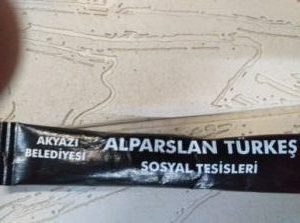 AKYAZI
BELEDİYESİ
ALPARSLAN TÜRKEŞ
SOSYAL TESİSLERİ